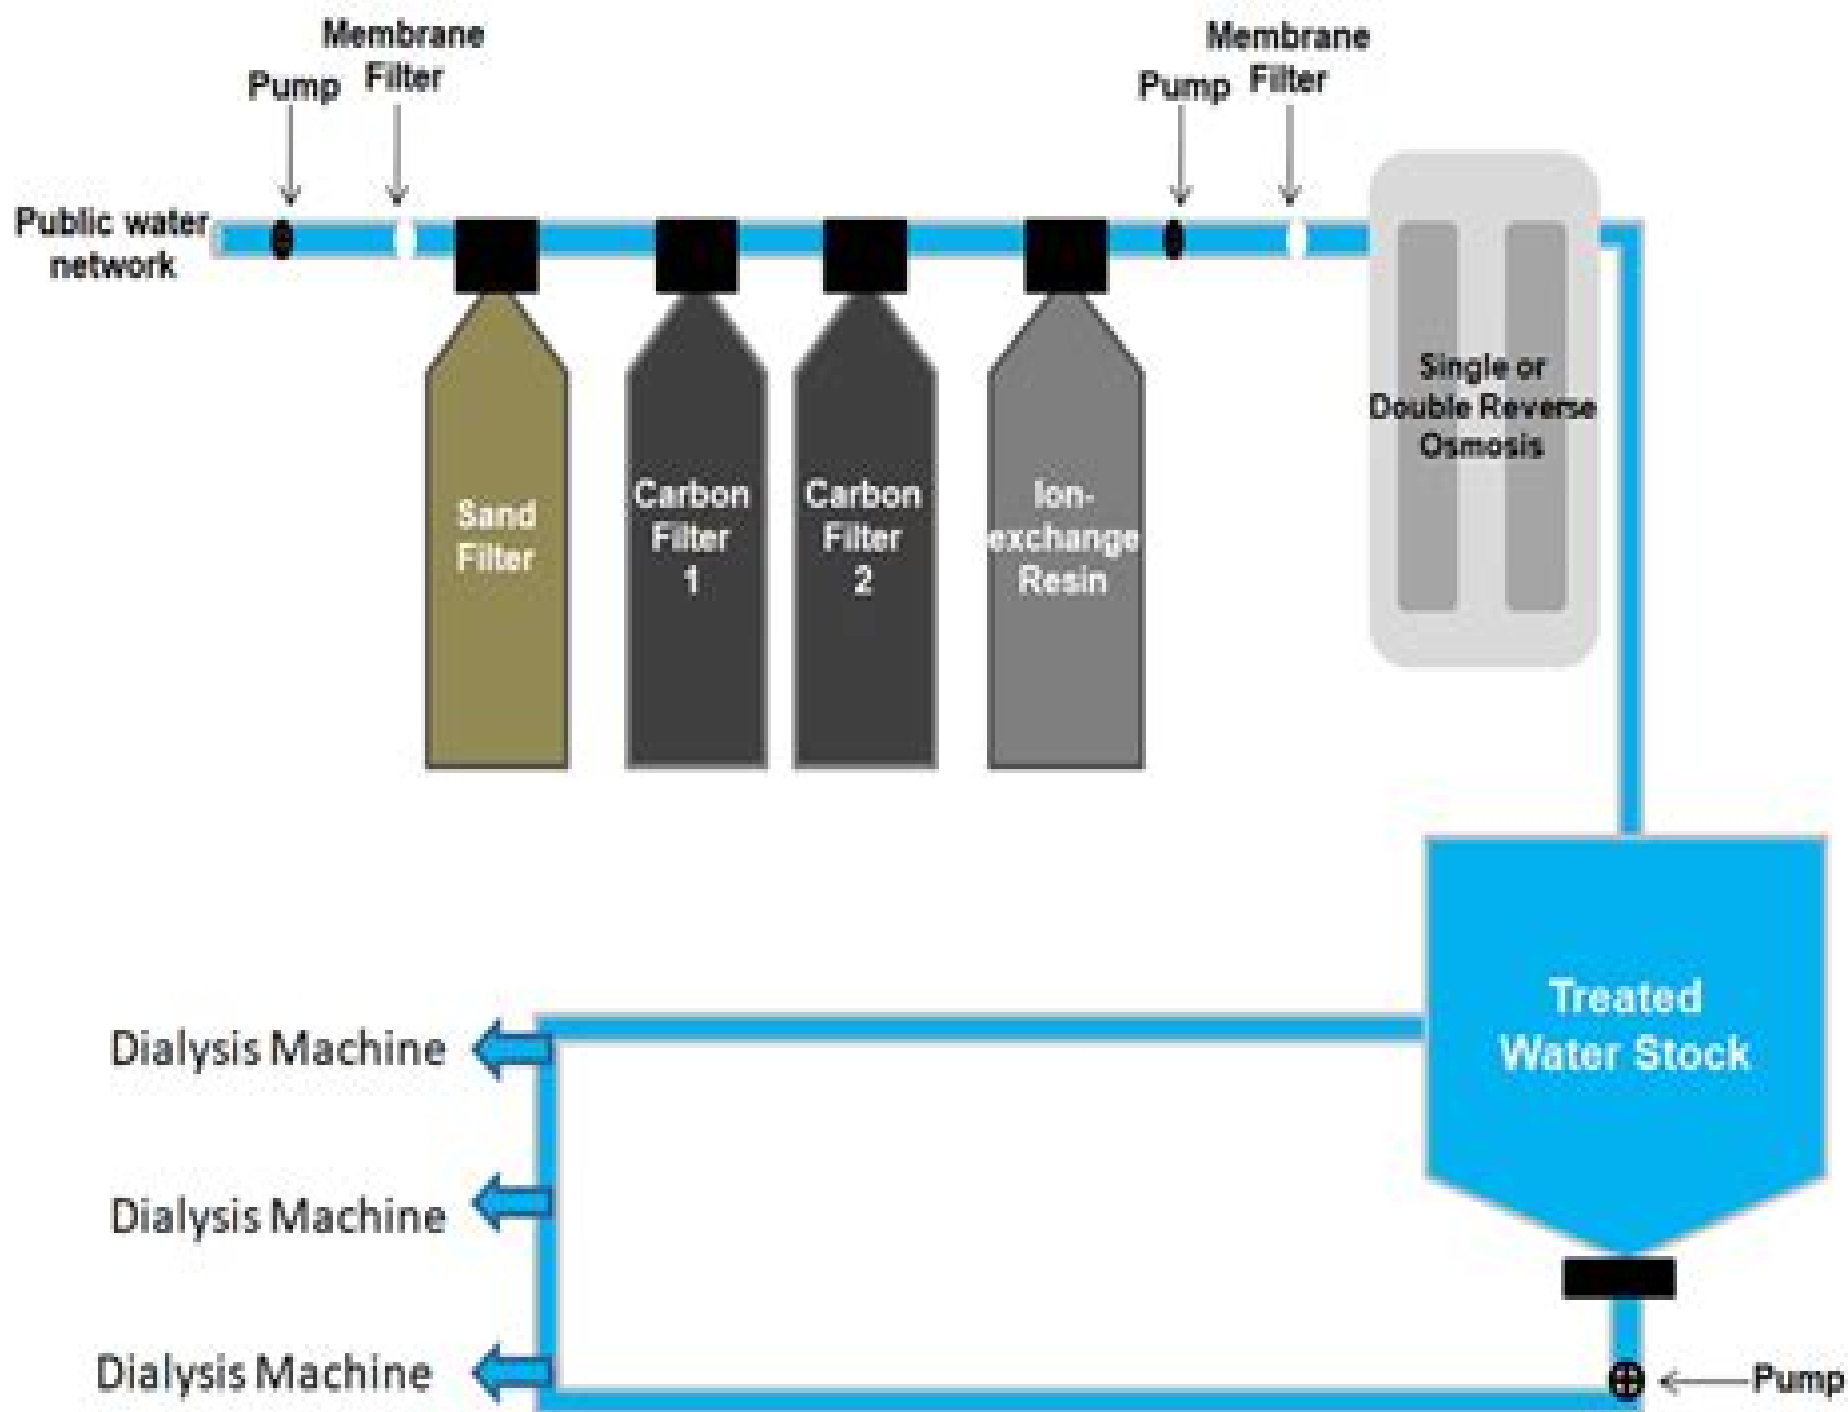 Membrane
Filter
Pump
Membrane
Filter
Pump
Public water
network
Single or
Double Reverse
Osmosis
Sand
Filter
Carbon
Filter
1
Carbon
Filter
2
Ion-
exchange
Resin
Treated
Water Stock
Dialysis Machine
Dialysis Machine
Dialysis Machine
Pump